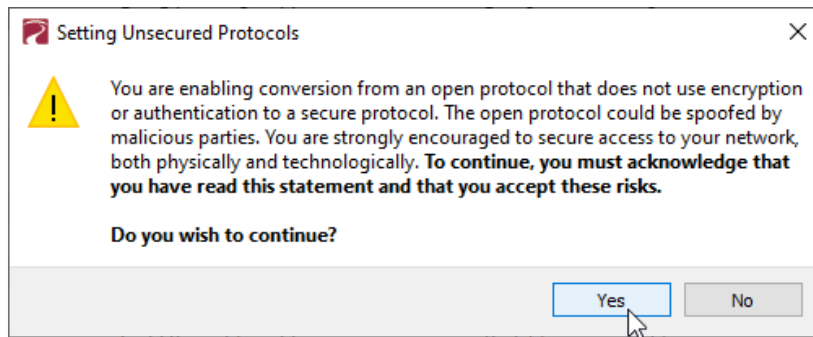 Setting Unsecured Protocols
You are enabling conversion from an open protocol that does not use encryption
or authentication to a secure protocol. The open protocol could be spoofed by
malicious parties. You are strongly encouraged to secure access to your network,
both physically and technologically. To continue, you must acknowledge that
you have read this statement and that you accept these risks.
Do you wish to continue?
Yes
No